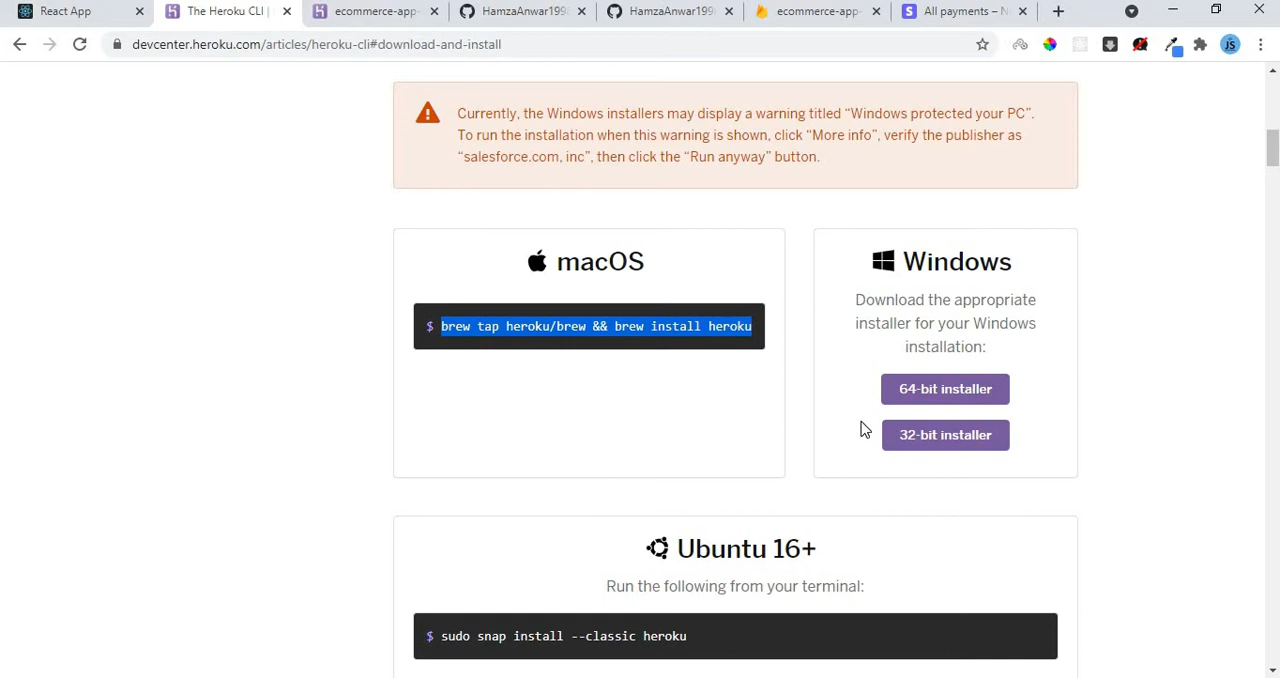 React App
The Heroku CLI |
ecommerce-app-
HamzaAnwar199
HamzaAnwar199
ecommerce-app-
All payments – N
devcenter.heroku.com/articles/heroku-cli#download-and-install
JS
Currently, the Windows installers may display a warning titled “Windows protected your PC”.
To run the installation when this warning is shown, click “More info”, verify the publisher as
“salesforce.com, inc”, then click the “Run anyway” button.
macOS
$ brew tap heroku/brew && brew install heroku
Windows
Download the appropriate
installer for your Windows
installation:
64-bit installer
32-bit installer
Ubuntu 16+
Run the following from your terminal:
$ sudo snap install --classic heroku